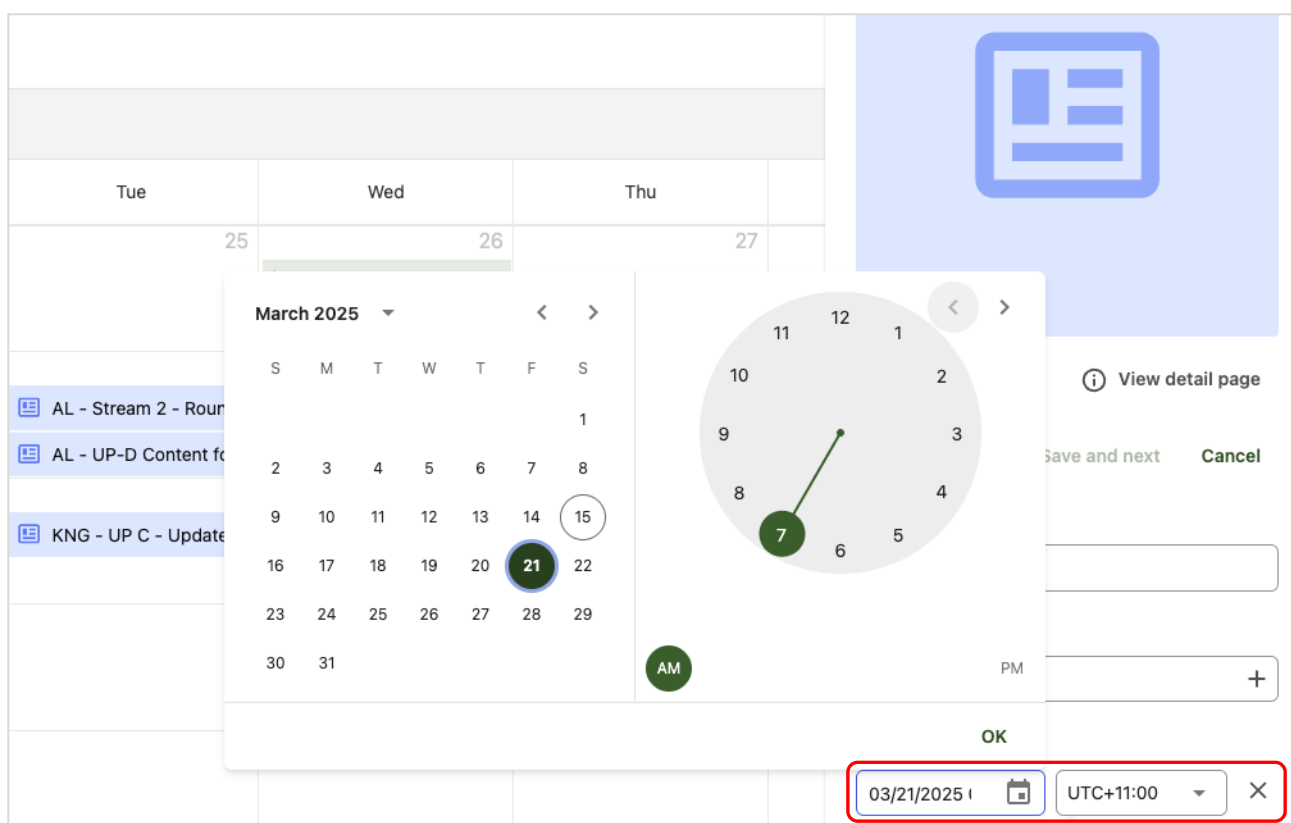 Tue Wed Thu
25 26 27
March 2025
S M T W T F S
1
2 3 4 5 6 7 8
9 10 11 12 13 14 15
16 17 18 19 20 21 22
23 24 25 26 27 28 29
30 31
12
11 1
10 2
9 3
8 4
7 5
6
AM PM
OK
AL - Stream 2 - Roun
AL - UP-D Content fo
KNG - UP C - Update
View detail page
Save and next Cancel
03/21/2025
UTC+11:00